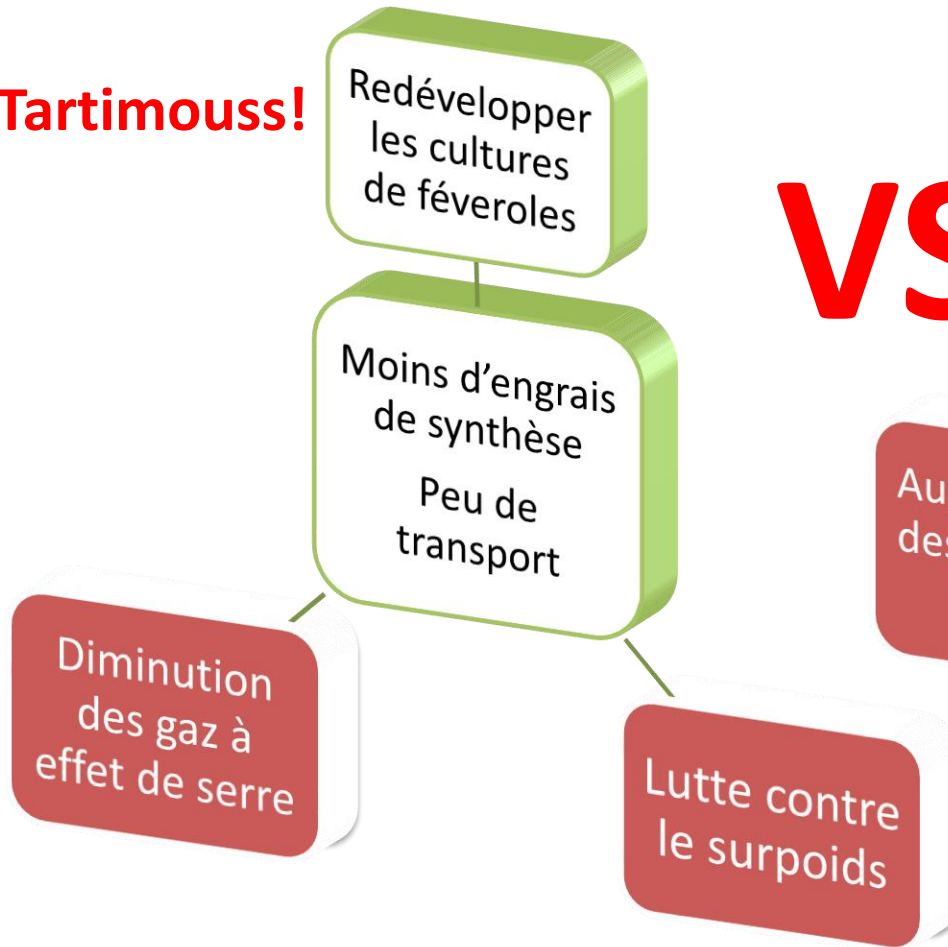 Tartimouss!
Redévelopper
les cultures
de féveroles
VS
Moins d'engrais
de synthèse
Peu de
transport
Diminution
des gaz à
effet de serre
Lutte contre
le surpoids